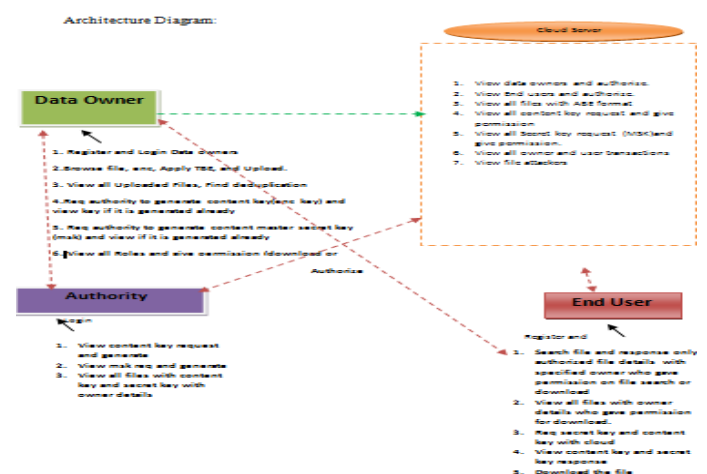 Architecture Diagram:
Cloud Server
1. View data owners and authorise.
2. View End users and authorise.
3. View all files with ABE format
4. View all content key request and give
permission
5. View all Secret key request (MSK)and
give permission.
6. View all owner and user transactions
7. View file attackers
Data Owner
1. Register and Login Data owners
2.Browse file, enc, Apply TBE, and Upload.
3. View all Uploaded Files, Find deduplication
4.Req authority to generate content key(enc key) and
view key if it is generated already
5. Req authority to generate content master secret key
(msk) and view if it is generated already
6. View all Roles and give permission (download or
Authorize
Authority
Login
1. View content key request
and generate
2. View msk req and generate
3. View all files with content
key and secret key with
owner details
End User
Register and
1. Search file and response only
authorised file details with
specified owner who gave
permission on file search or
download
2. View all files with owner
details who gave permission
for download.
3. Req secret key and content
key with cloud
4. View content key and secret
key response
5. Download the file